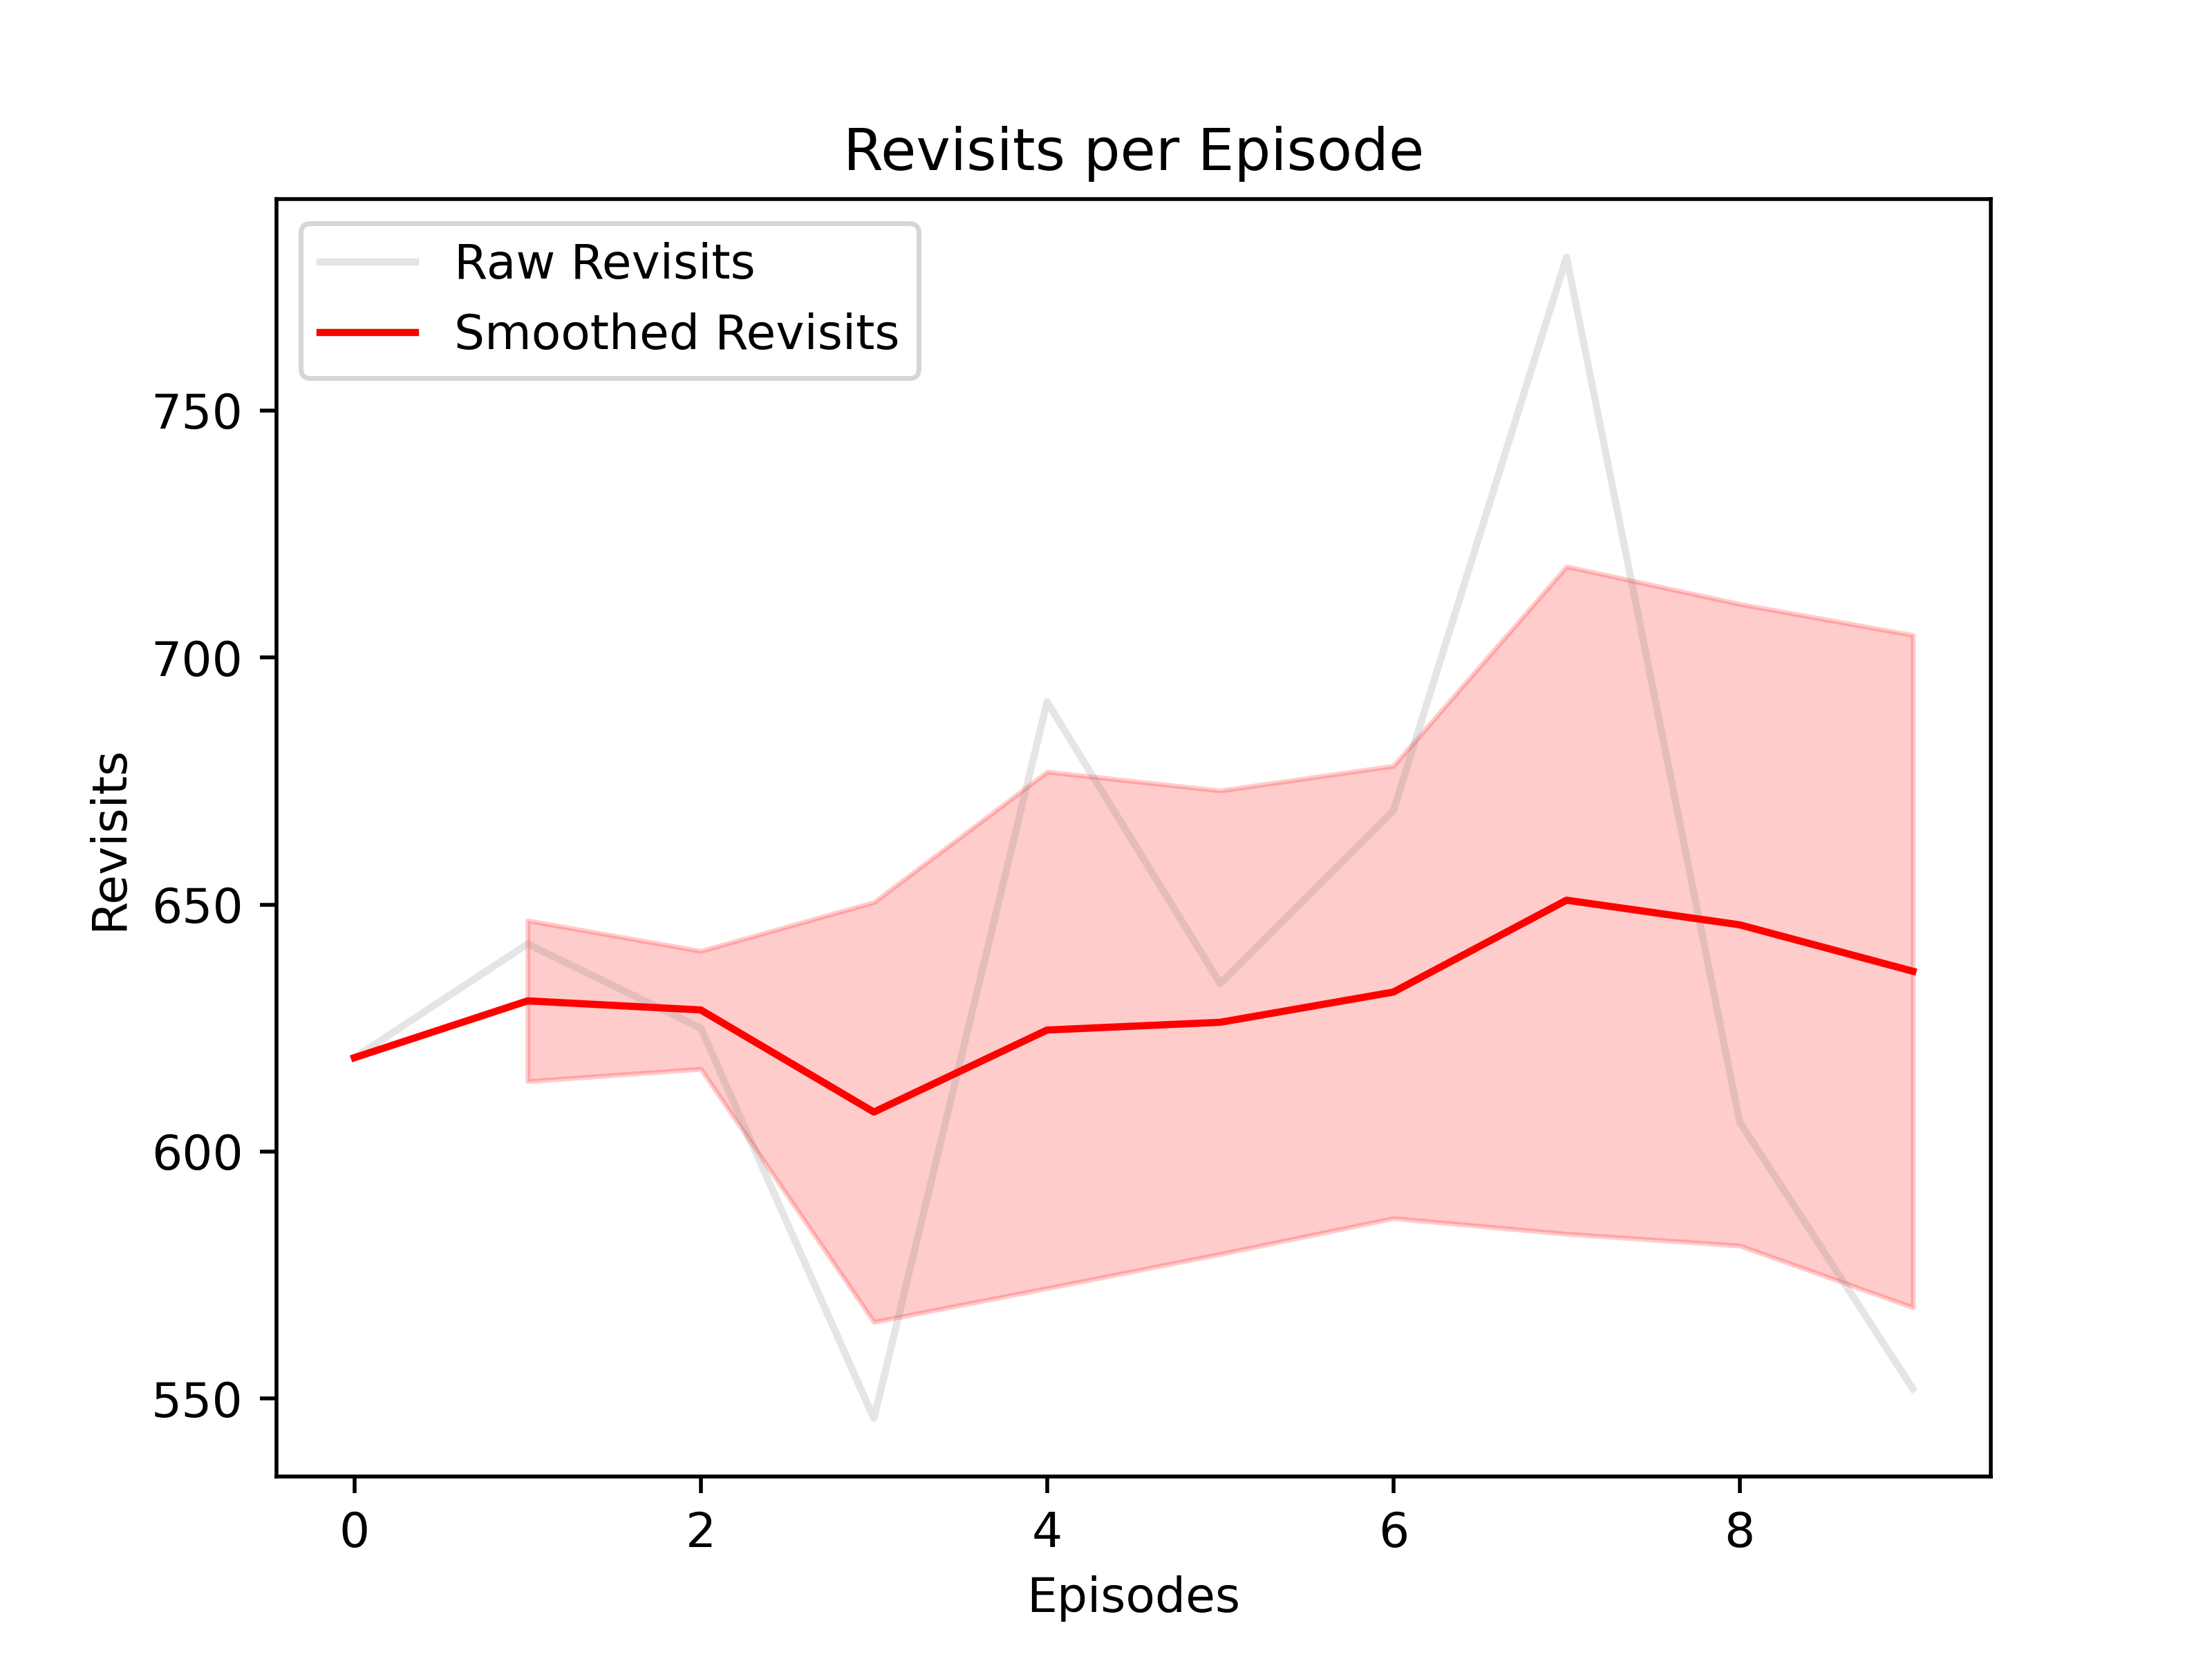 Revisits per Episode
Raw Revisits
Smoothed Revisits
750
700
650
600
550
Revisits
0 2 4 6 8
Episodes